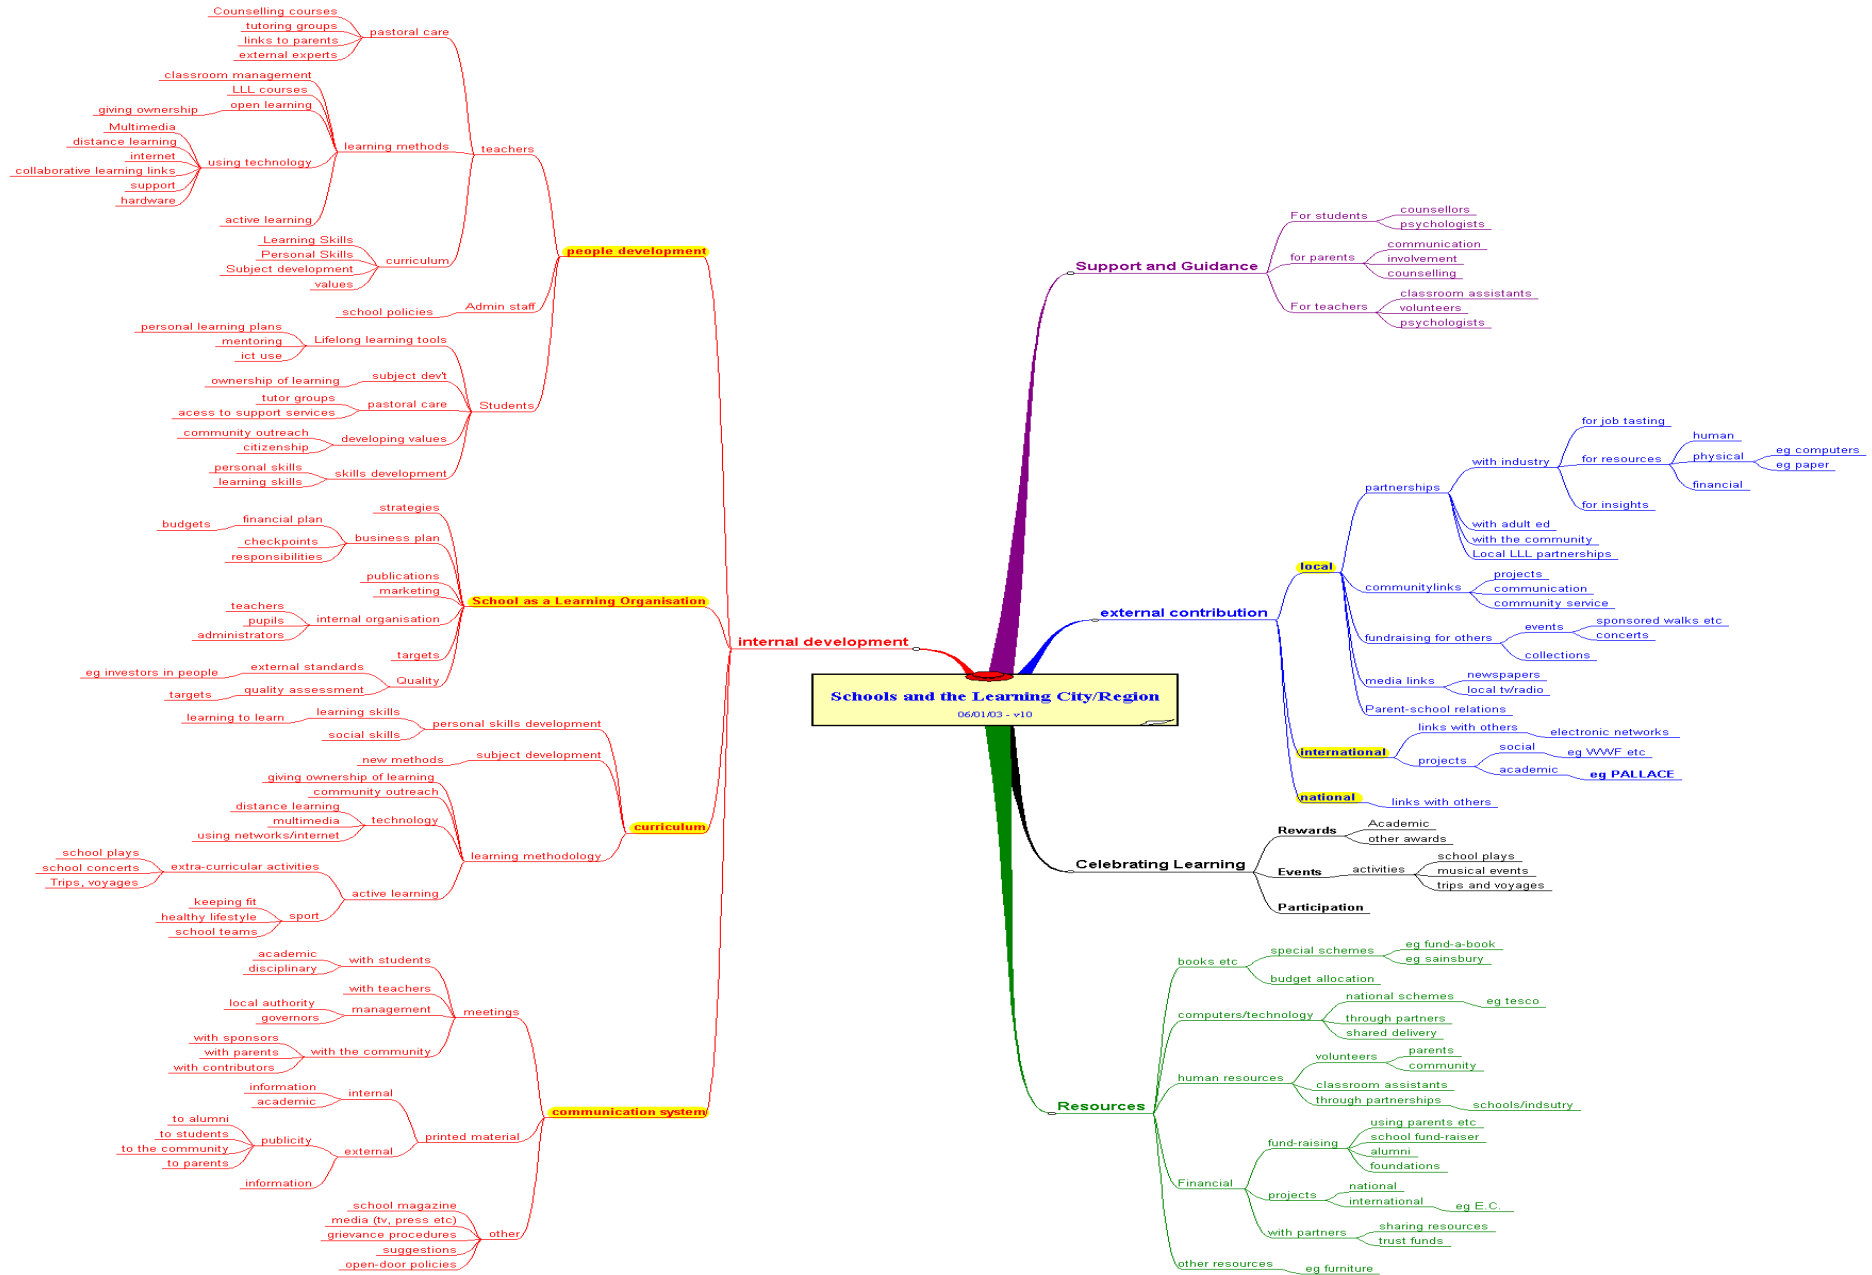 Schools and the Learning City/Region
06/01/03 - v10
internal development
people development
teachers
pastoral care
Counselling courses
tutoring groups
links to parents
external experts
learning methods
classroom management
LLL courses
open learning
giving ownership
using technology
Multimedia
distance learning
internet
collaborative learning links
support
hardware
active learning
curriculum
Learning Skills
Personal Skills
Subject development
values
Admin staff
school policies
Students
Lifelong learning tools
personal learning plans
mentoring
ict use
subject dev't
ownership of learning
pastoral care
tutor groups
acess to support services
developing values
community outreach
citizenship
skills development
personal skills
learning skills
School as a Learning Organisation
strategies
business plan
financial plan
budgets
checkpoints
responsibilities
publications
marketing
internal organisation
teachers
pupils
administrators
targets
Quality
external standards
eg investors in people
quality assessment
targets
curriculum
personal skills development
learning skills
learning to learn
social skills
subject development
new methods
learning methodology
giving ownership of learning
community outreach
technology
distance learning
multimedia
using networks/internet
active learning
extra-curricular activities
school plays
school concerts
Trips, voyages
sport
keeping fit
healthy lifestyle
school teams
communication system
meetings
with students
academic
disciplinary
with teachers
management
local authority
governors
with the community
with sponsors
with parents
with contributors
printed material
internal
information
academic
external
publicity
to alumni
to students
to the community
to parents
information
other
school magazine
media (tv, press etc)
grievance procedures
suggestions
open-door policies
Support and Guidance
For students
counsellors
psychologists
for parents
communication
involvement
counselling
For teachers
classroom assistants
volunteers
psychologists
external contribution
local
partnerships
with industry
for job tasting
for resources
human
physical
eg computers
eg paper
financial
for insights
with adult ed
with the community
Local LLL partnerships
communitylinks
projects
communication
community service
fundraising for others
events
sponsored walks etc
concerts
collections
media links
newspapers
local tv/radio
Parent-school relations
international
links with others
electronic networks
projects
social
eg WWF etc
academic
eg PALLACE
national
links with others
Celebrating Learning
Rewards
Academic
other awards
Events
activities
school plays
musical events
trips and voyages
Participation
Resources
books etc
special schemes
eg fund-a-book
eg sainsbury
budget allocation
computers/technology
national schemes
eg tesco
through partners
shared delivery
human resources
volunteers
parents
community
classroom assistants
through partnerships
schools/indsutry
Financial
fund-raising
using parents etc
school fund-raiser
alumni
foundations
projects
national
international
eg E.C.
with partners
sharing resources
trust funds
other resources
eg furniture